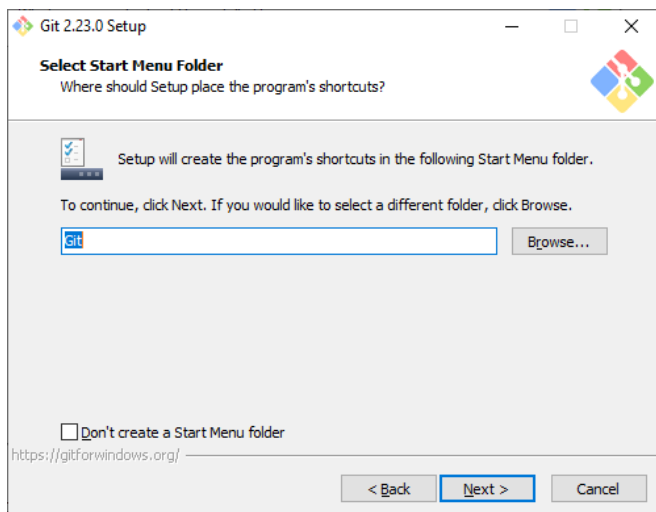 Git 2.23.0 Setup
Select Start Menu Folder
Where should Setup place the program's shortcuts?
Setup will create the program's shortcuts in the following Start Menu folder.
To continue, click Next. If you would like to select a different folder, click Browse.
Git
Browse...
Don't create a Start Menu folder
https://gitforwindows.org/
< Back
Next >
Cancel